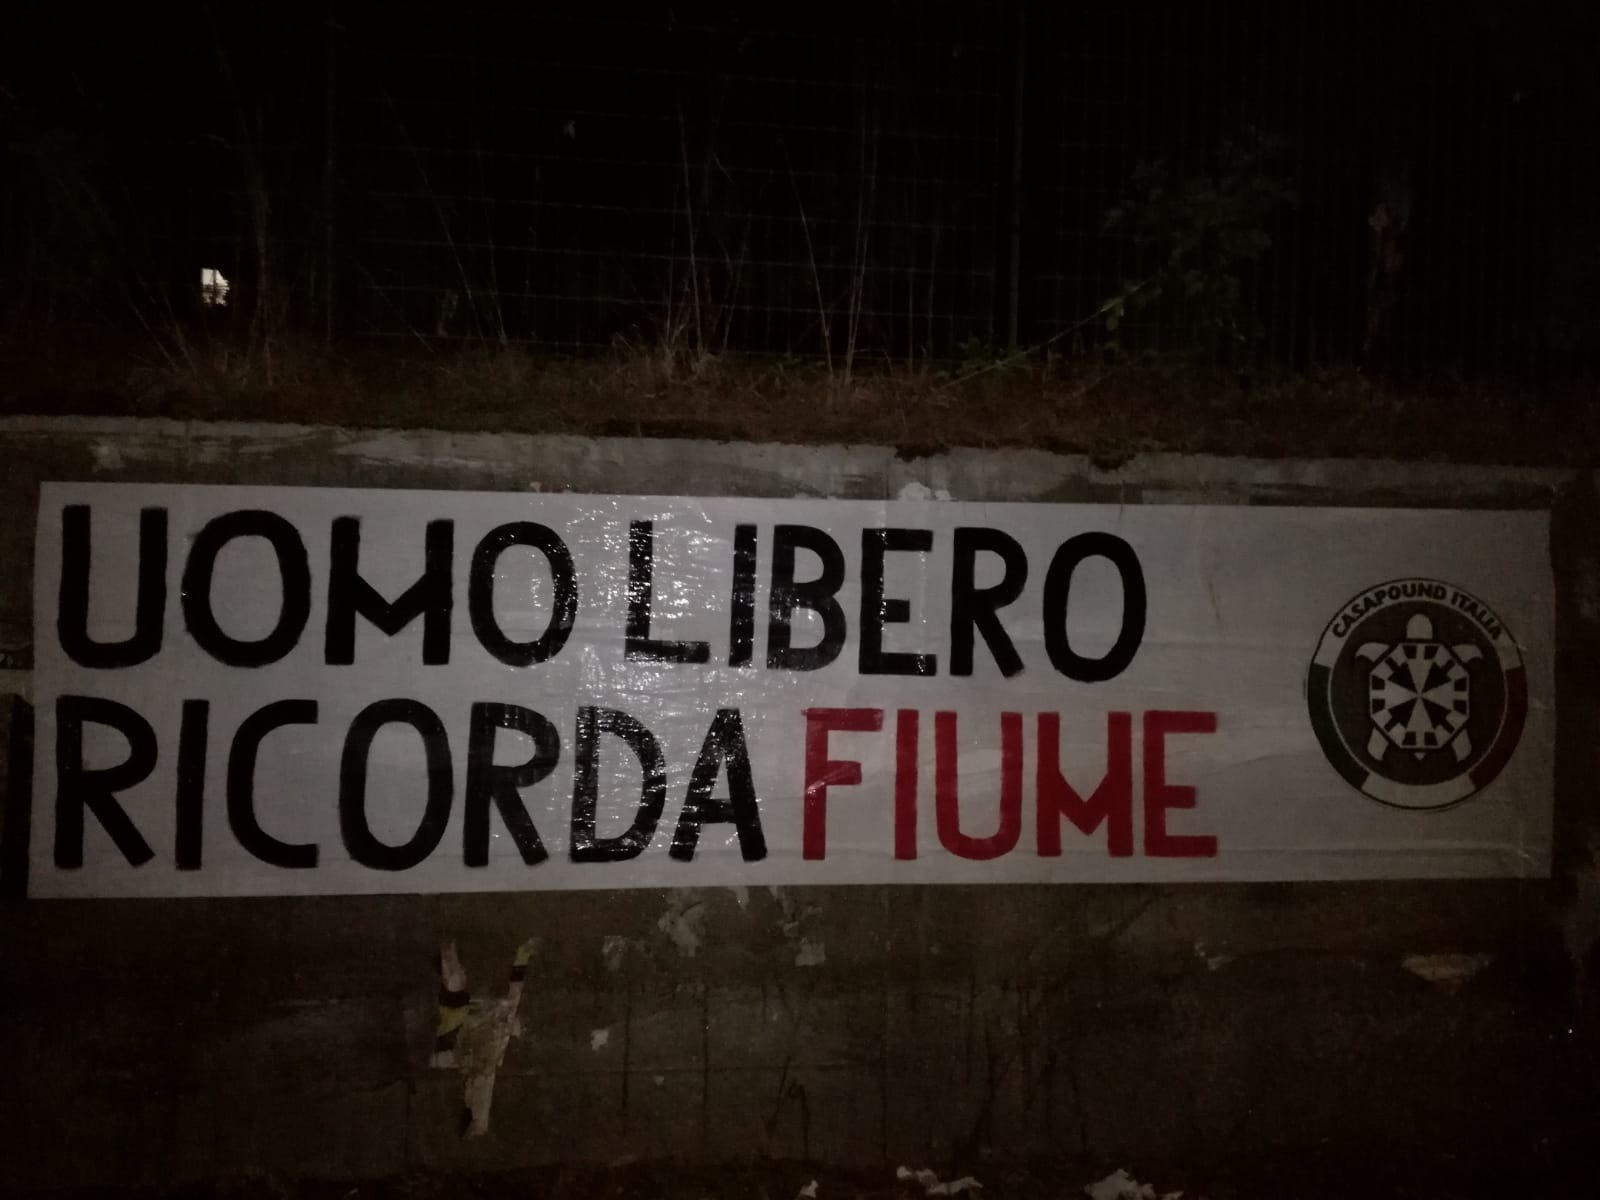 UOMO LIBERO
RICORDA FIUME
CASAPOUND ITALIA